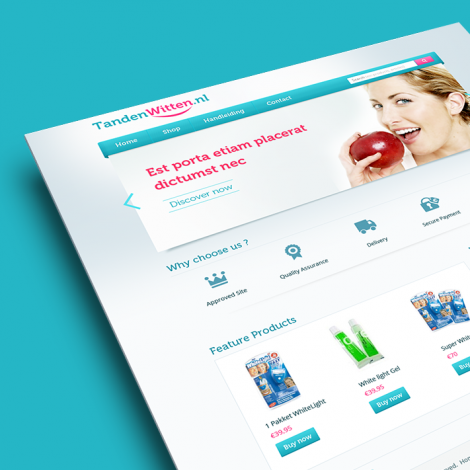 TandenWitten.nl
Home
Shop
Handleiding
Contact
Est porta etiam placerat
dictumst nec
Discover now
Why choose us ?
Approved Site
Quality Assurance
Delivery
Secure Payment
Feature Products
1 Pakket WhiteLight
€39.95
Buy now
White light Gel
€39.95
Buy now
Super White
€70
Buy